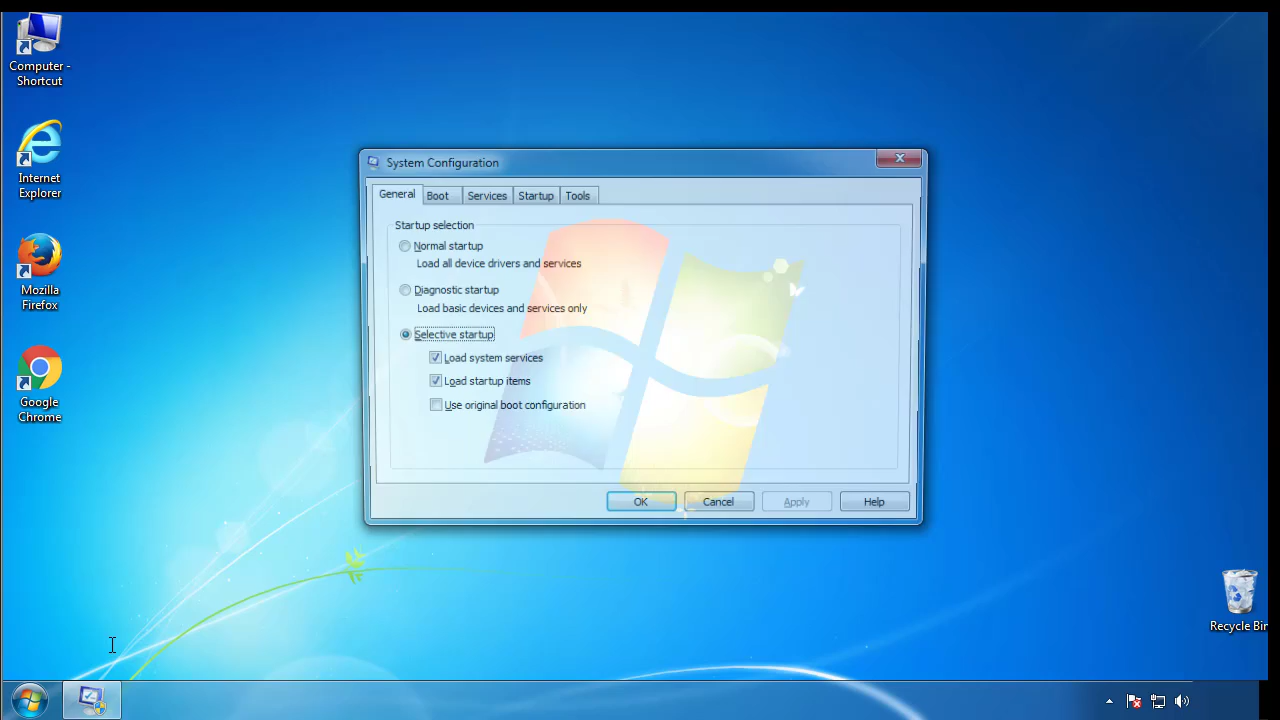 Computer -
Shortcut
Internet
Explorer
Mozilla
Firefox
Google
Chrome
System Configuration
General
Boot
Services
Startup
Tools
Startup selection
Normal startup
Load all device drivers and services
Diagnostic startup
Load basic devices and services only
Selective startup
Load system services
Load startup items
Use original boot configuration
OK
Cancel
Apply
Help
Recycle Bin